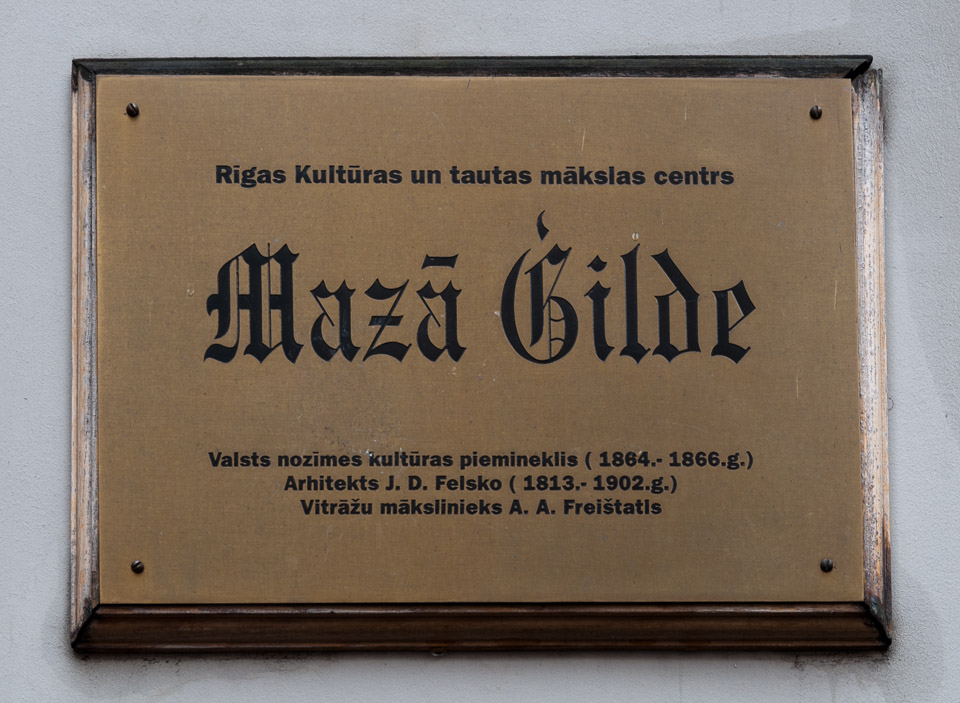 Rīgas Kultūras un tautas mākslas centrs
Mazā Ģilde
Valsts nozīmes kultūras piemineklis ( 1864.- 1866.g.)
Arhitekts J. D. Felsko ( 1813.- 1902.g.)
Vitrāžu mākslinieks A. A. Freištatls